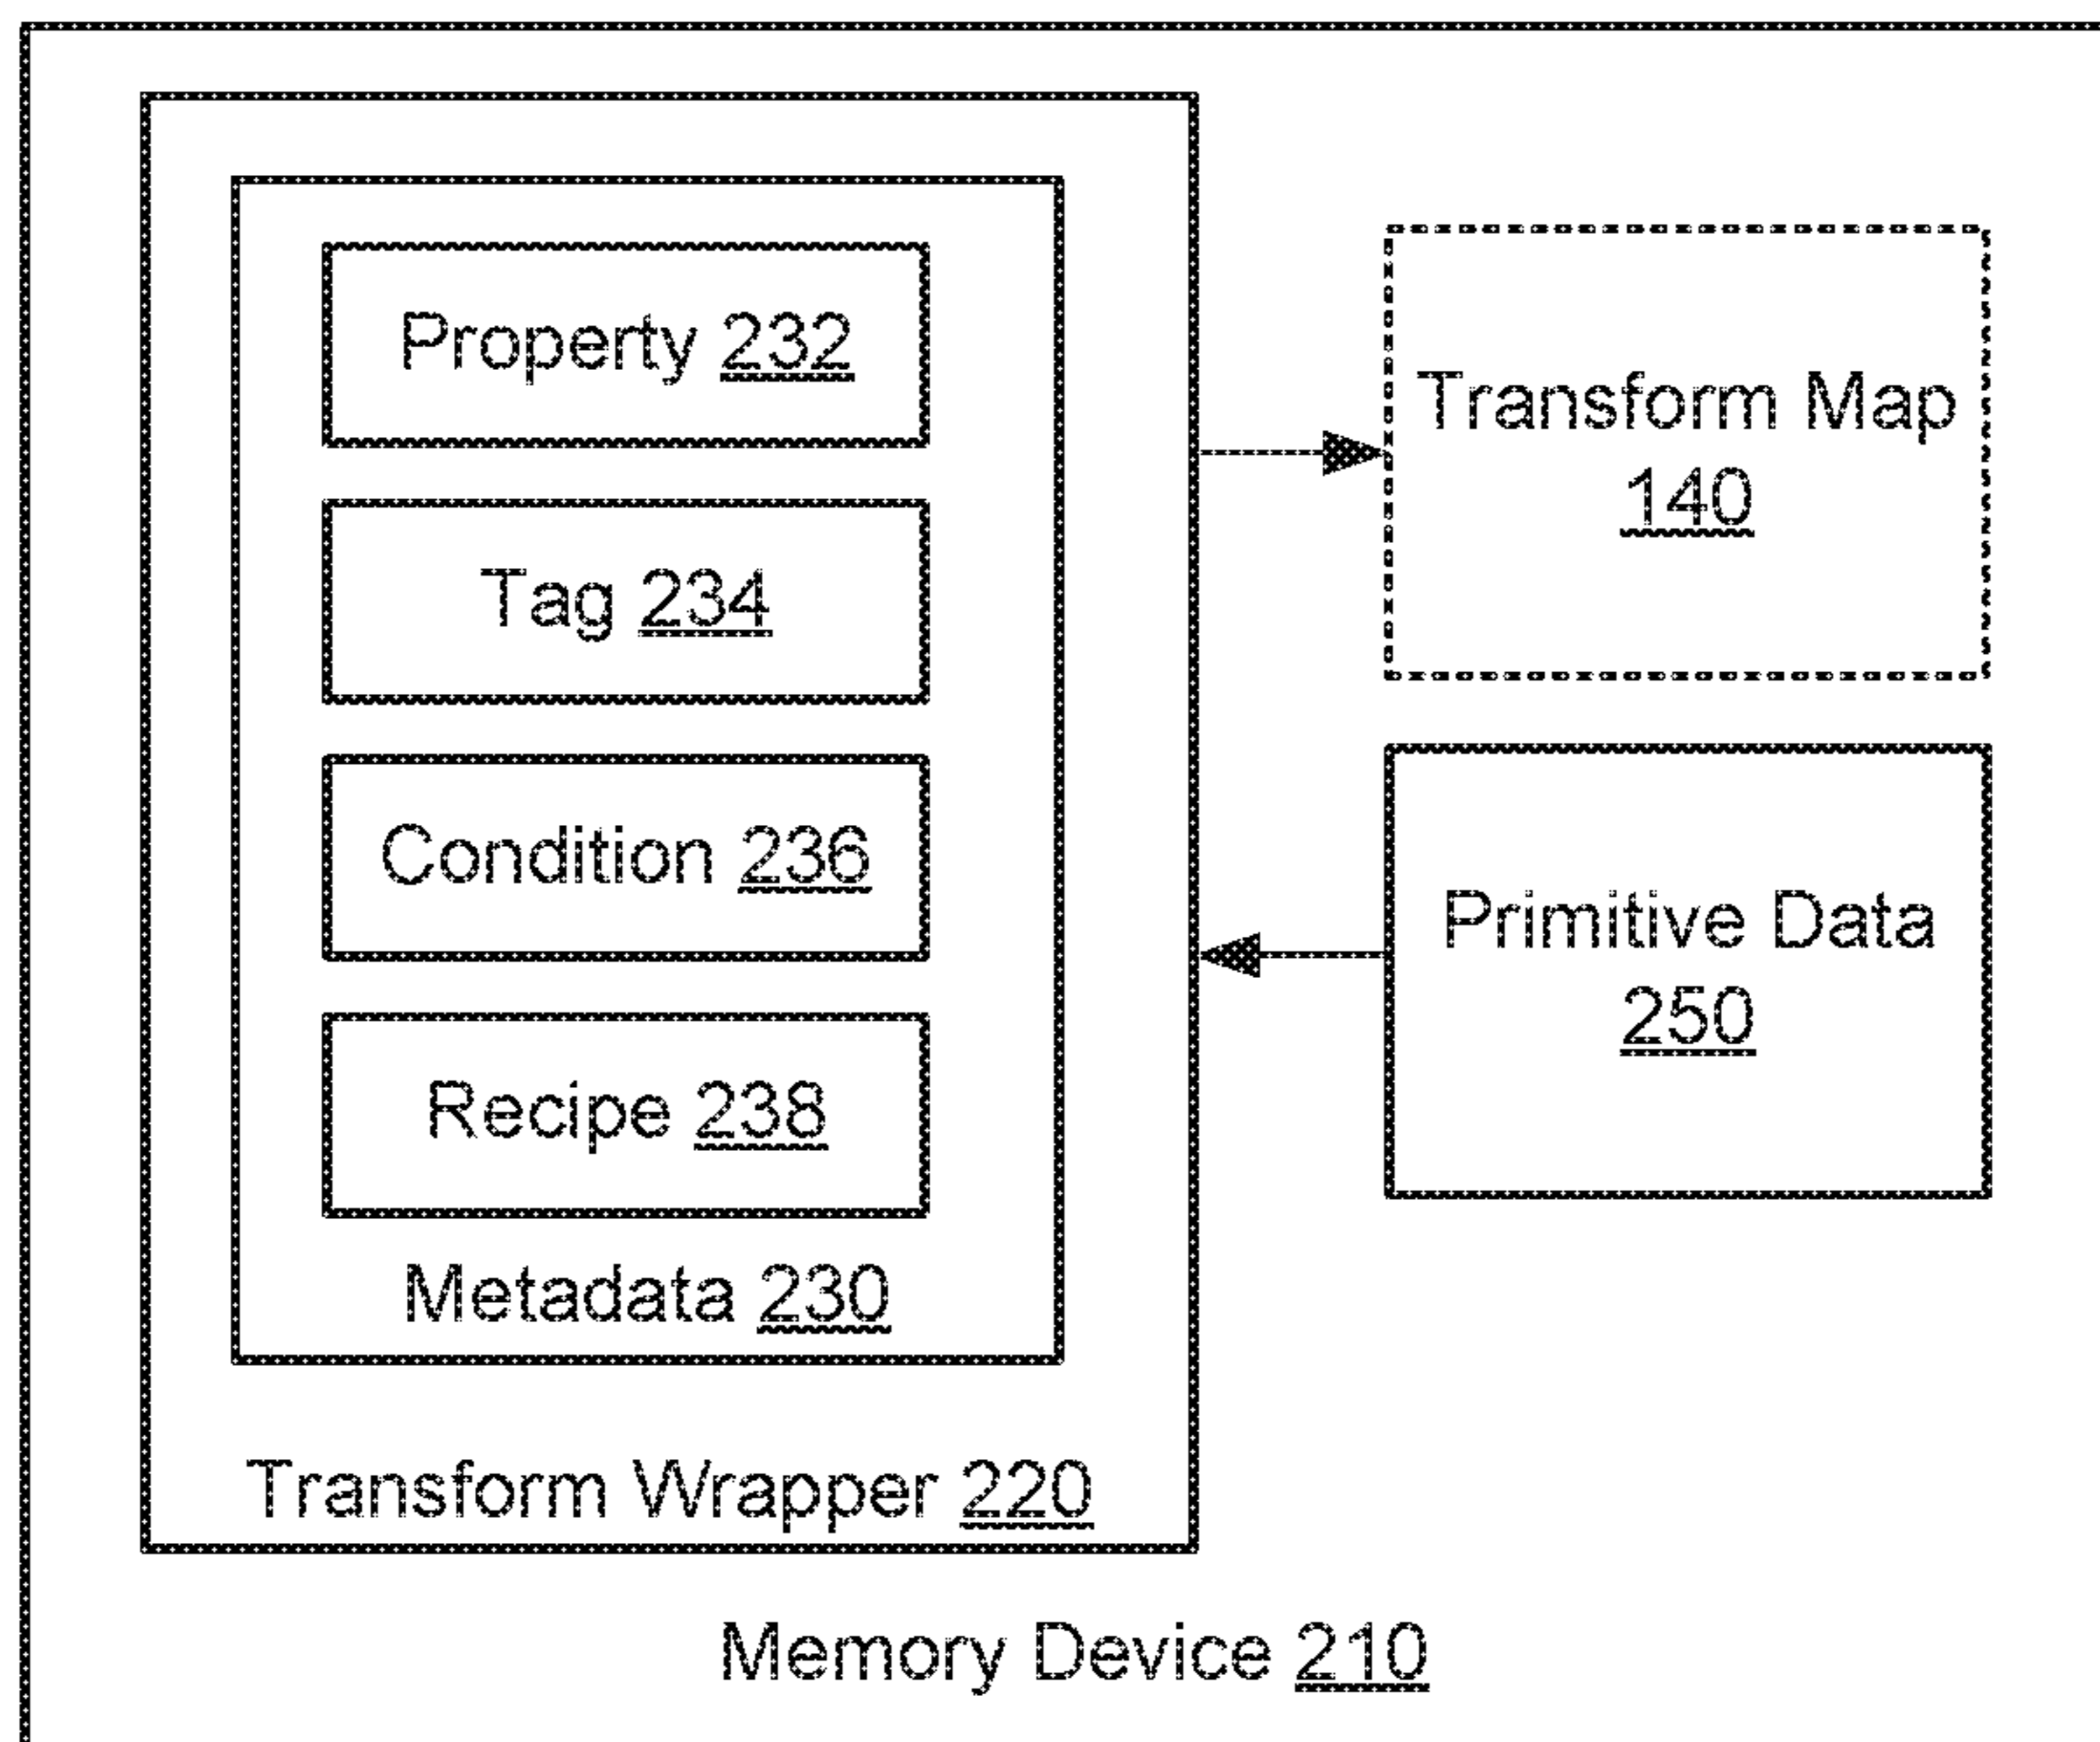 Property 232
Tag 234
Condition 236
Recipe 238
Metadata 230
Transform Wrapper 220
Transform Map
140
Primitive Data
250
Memory Device 210